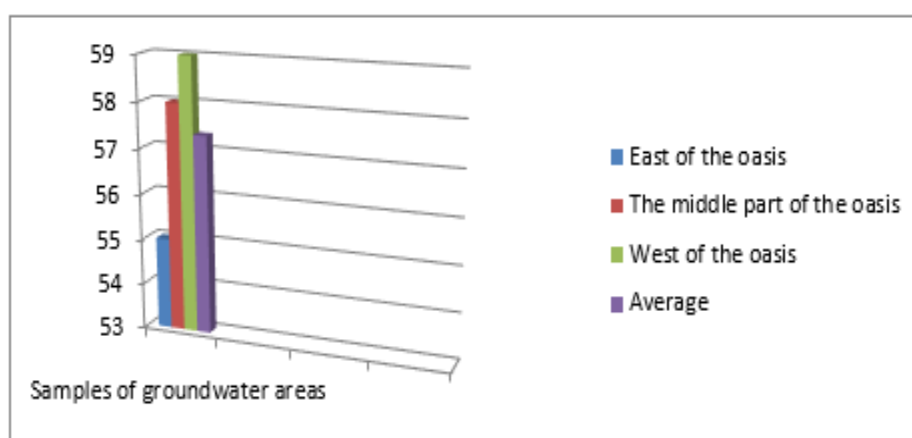 59
58
57
56
55
54
53
Samples of groundwater areas
East of the oasis
The middle part of the oasis
West of the oasis
Average